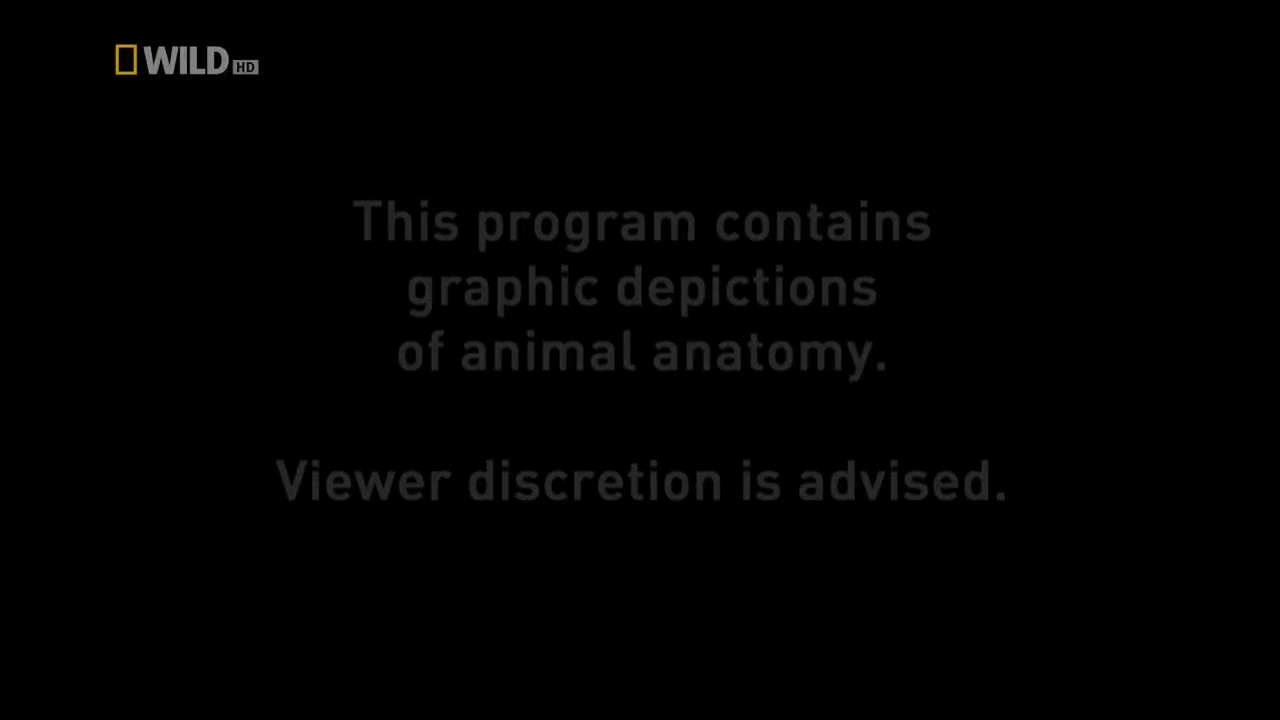 WILD HD
This program contains
graphic depictions
of animal anatomy.
Viewer discretion is advised.